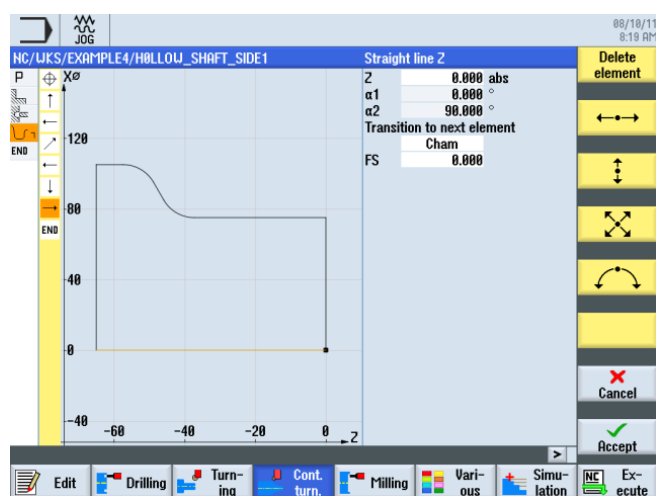 08/10/11
8:19 AM
JOG
NC/WKS/EXAMPLE4/HOLLOW_SHAFT_SIDE1
Straight line Z
Delete
element
P
END
END
XØ
120
80
40
0
-40
-60
-40
-20
0
Z
Z 0.000 abs
α1 0.000 °
α2 90.000 °
Transition to next element
Cham
FS 0.000
Cancel
Accept
>
Edit
Drilling
Turn-
ing
Cont.
turn.
Milling
Vari-
ous
Simu-
lation
NC
Ex-
ecute